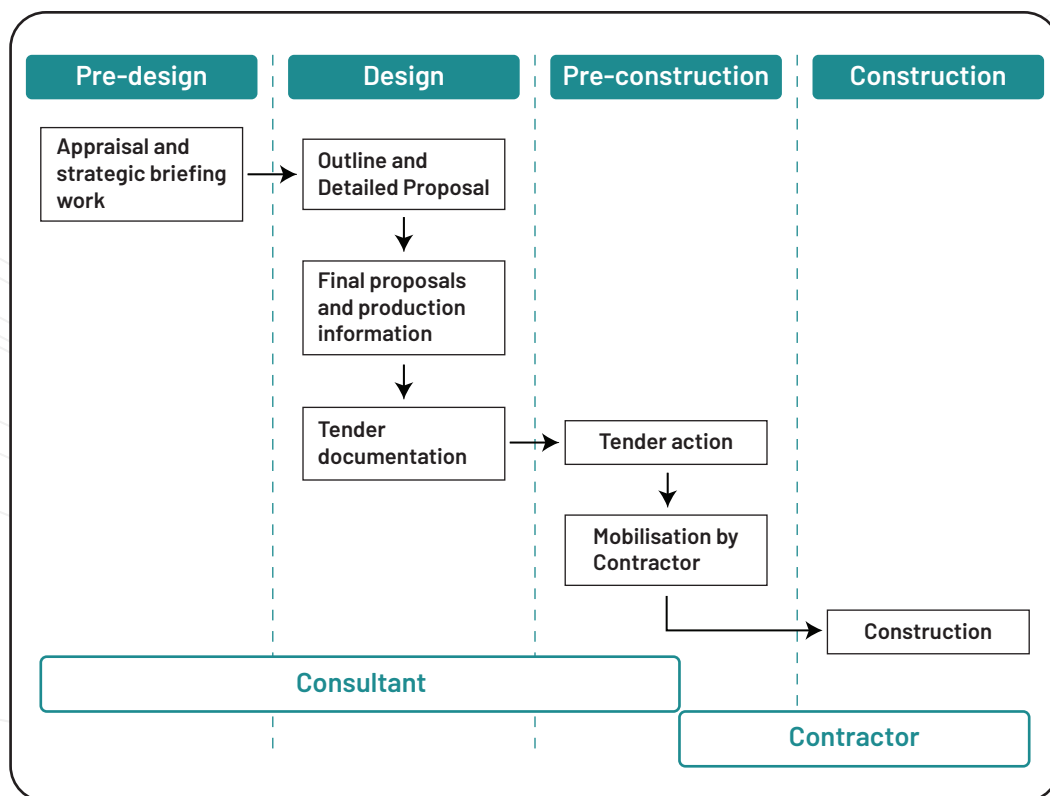 Pre-design
Design
Pre-construction
Construction
Appraisal and
strategic briefing
work
Outline and
Detailed Proposal
Final proposals
and production
information
Tender
documentation
Tender action
Mobilisation by
Contractor
Construction
Consultant
Contractor